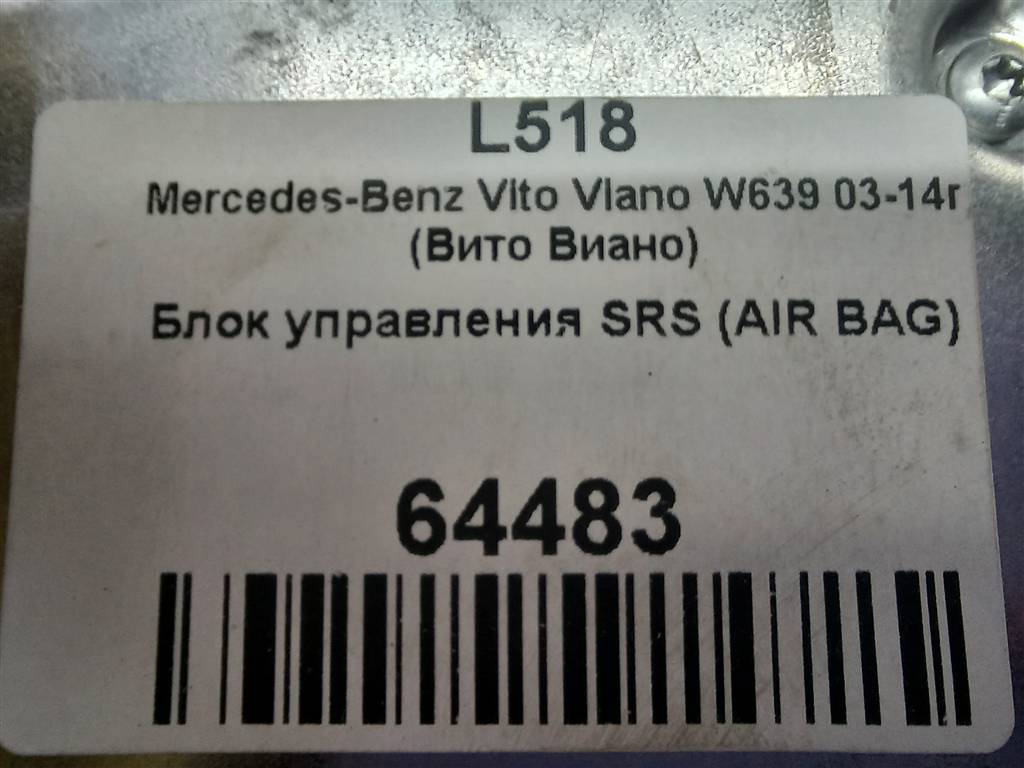 L518
Mercedes-Benz Vito Viano W639 03-14г
(Вито Виано)
Блок управления SRS (AIR BAG)
64483